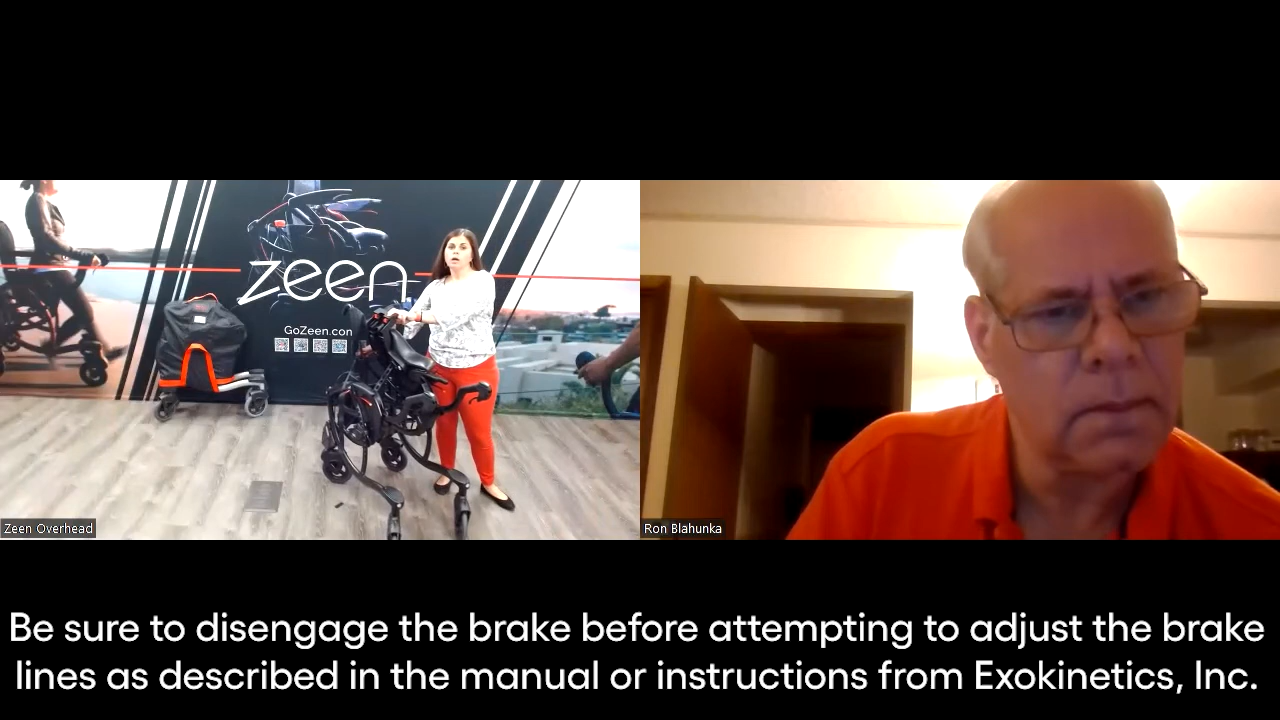 zeen
GoZeen.con
Zeen Overhead
Ron Blahunka
Be sure to disengage the brake before attempting to adjust the brake
lines as described in the manual or instructions from Exokinetics, Inc.